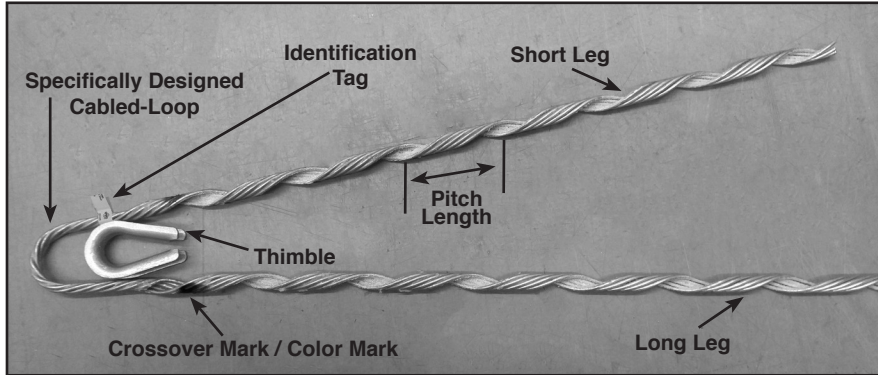 Identification
Tag
Short Leg
Specifically Designed
Cabled-Loop
Pitch
Length
Thimble
Crossover Mark / Color Mark
Long Leg